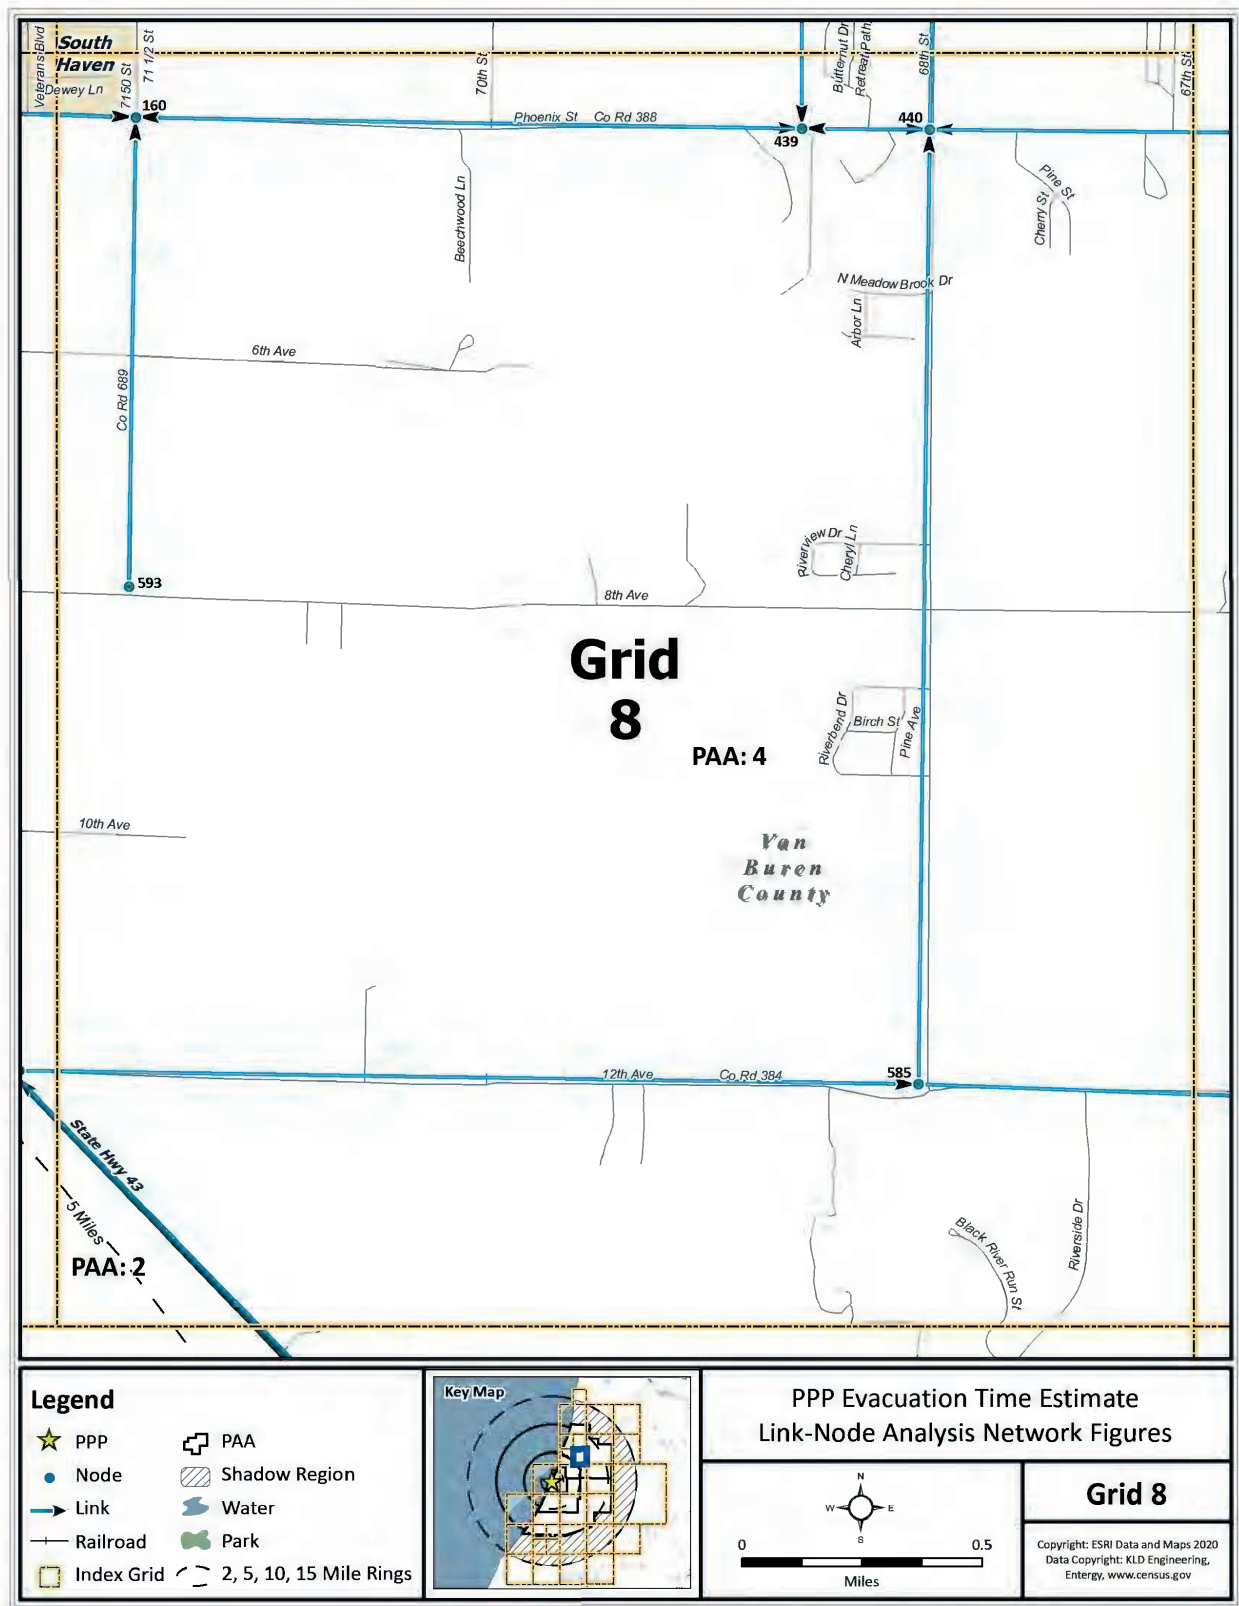 South
Haven
Veterans Blvd
Dewey Ln
7150 St
71 1/2 St
160
70th St
Phoenix St Co Rd 388
439
Butternut Dr
Retreat Path
68th St
440
67th St
Beechwood Ln
Pine St
Cherry St
N Meadow Brook Dr
Arbor Ln
6th Ave
Co Rd 689
Riverview Dr
Cheryl Ln
593
8th Ave
Grid
8
PAA: 4
Riverbend Dr
Birch St
Pine Ave
10th Ave
Van
Buren
County
12th Ave Co Rd 384
585
State Hwy 43
5 Miles
PAA: 2
Black River Run St
Riverside Dr
Legend
PPP
PAA
Node
Shadow Region
Link
Water
Railroad
Park
Index Grid
2, 5, 10, 15 Mile Rings
Key Map
PPP Evacuation Time Estimate
Link-Node Analysis Network Figures
N
W E
S
0 0.5
Miles
Grid 8
Copyright: ESRI Data and Maps 2020
Data Copyright: KLD Engineering,
Entergy, www.census.gov